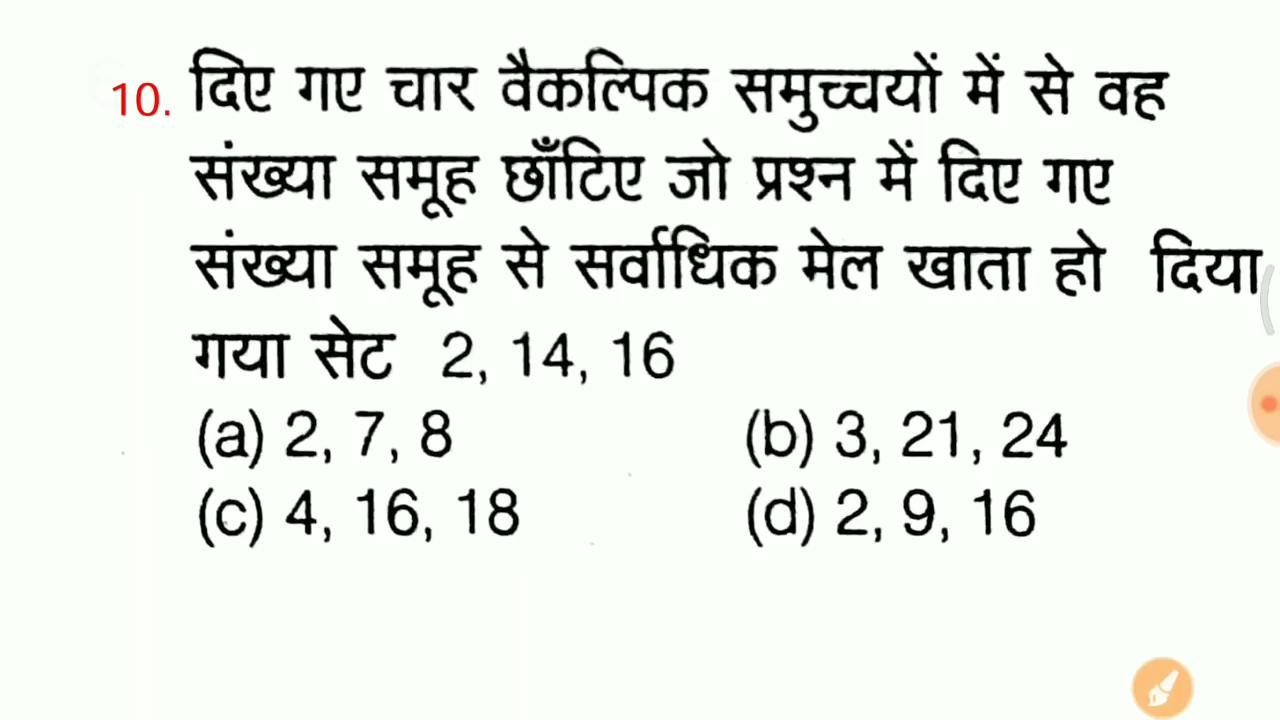 10. दिए गए चार वैकल्पिक समुच्चयों में से वह
संख्या समूह छाँटिए जो प्रश्न में दिए गए
संख्या समूह से सर्वाधिक मेल खाता हो दिया
गया सेट 2, 14, 16
(a) 2, 7, 8 (b) 3, 21, 24
(c) 4, 16, 18 (d) 2, 9, 16